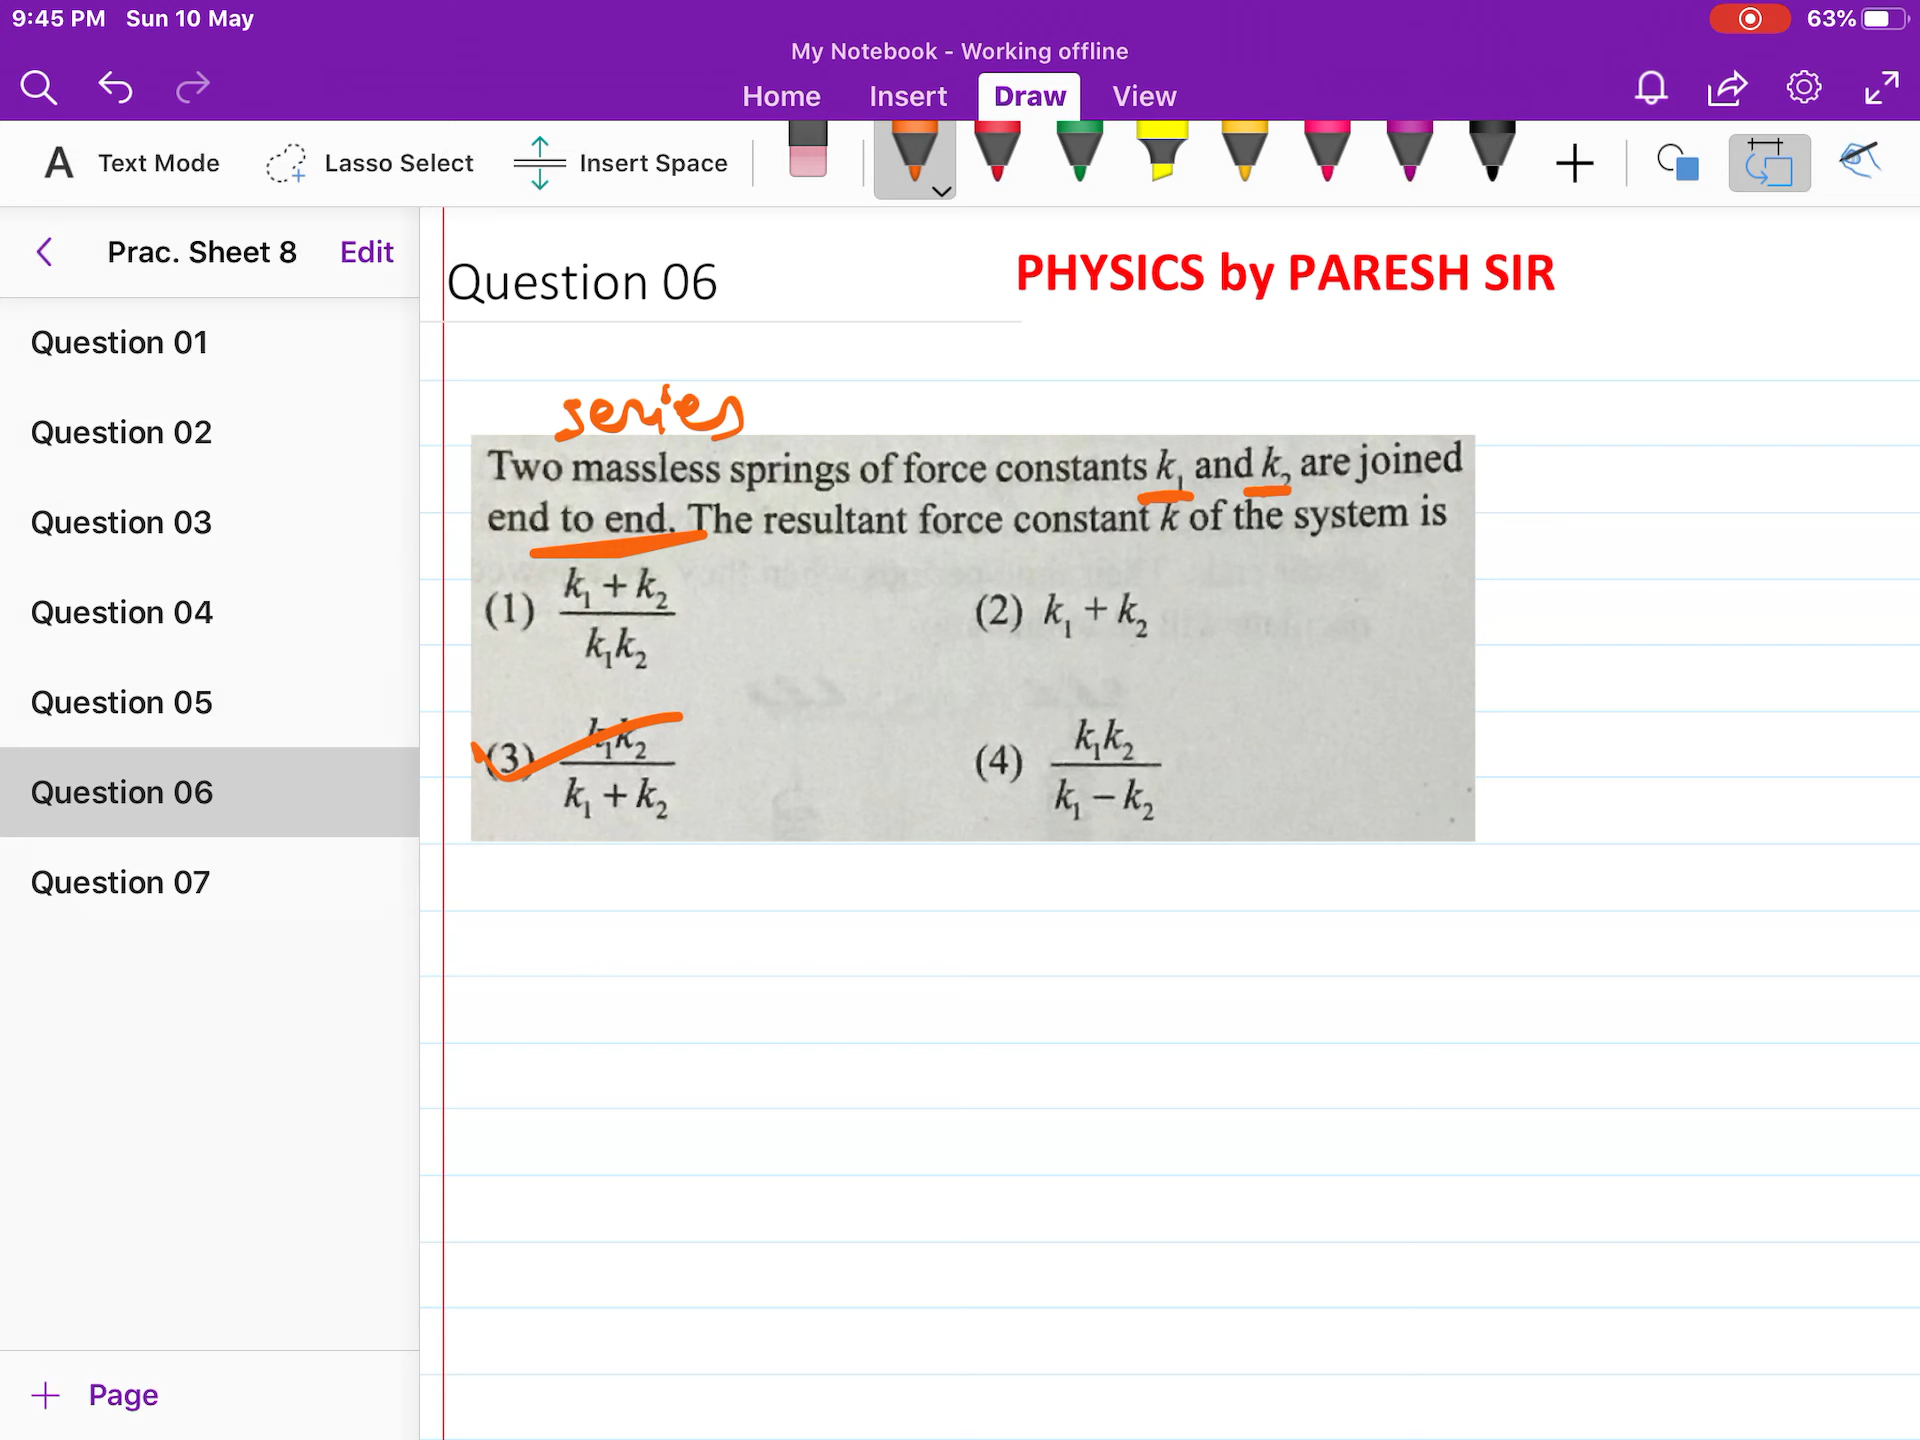 9:45 PM Sun 10 May
63%
My Notebook - Working offline
Home Insert Draw View
A Text Mode Lasso Select Insert Space
Prac. Sheet 8 Edit
Question 01
Question 02
Question 03
Question 04
Question 05
Question 06
Question 07
+ Page
Question 06
PHYSICS by PARESH SIR
series
Two massless springs of force constants k₁ and k₂ are joined
end to end. The resultant force constant k of the system is
(1) k₁ + k₂ / k₁k₂
(2) k₁ + k₂
(3) k₁k₂ / k₁ + k₂
(4) k₁k₂ / k₁ − k₂